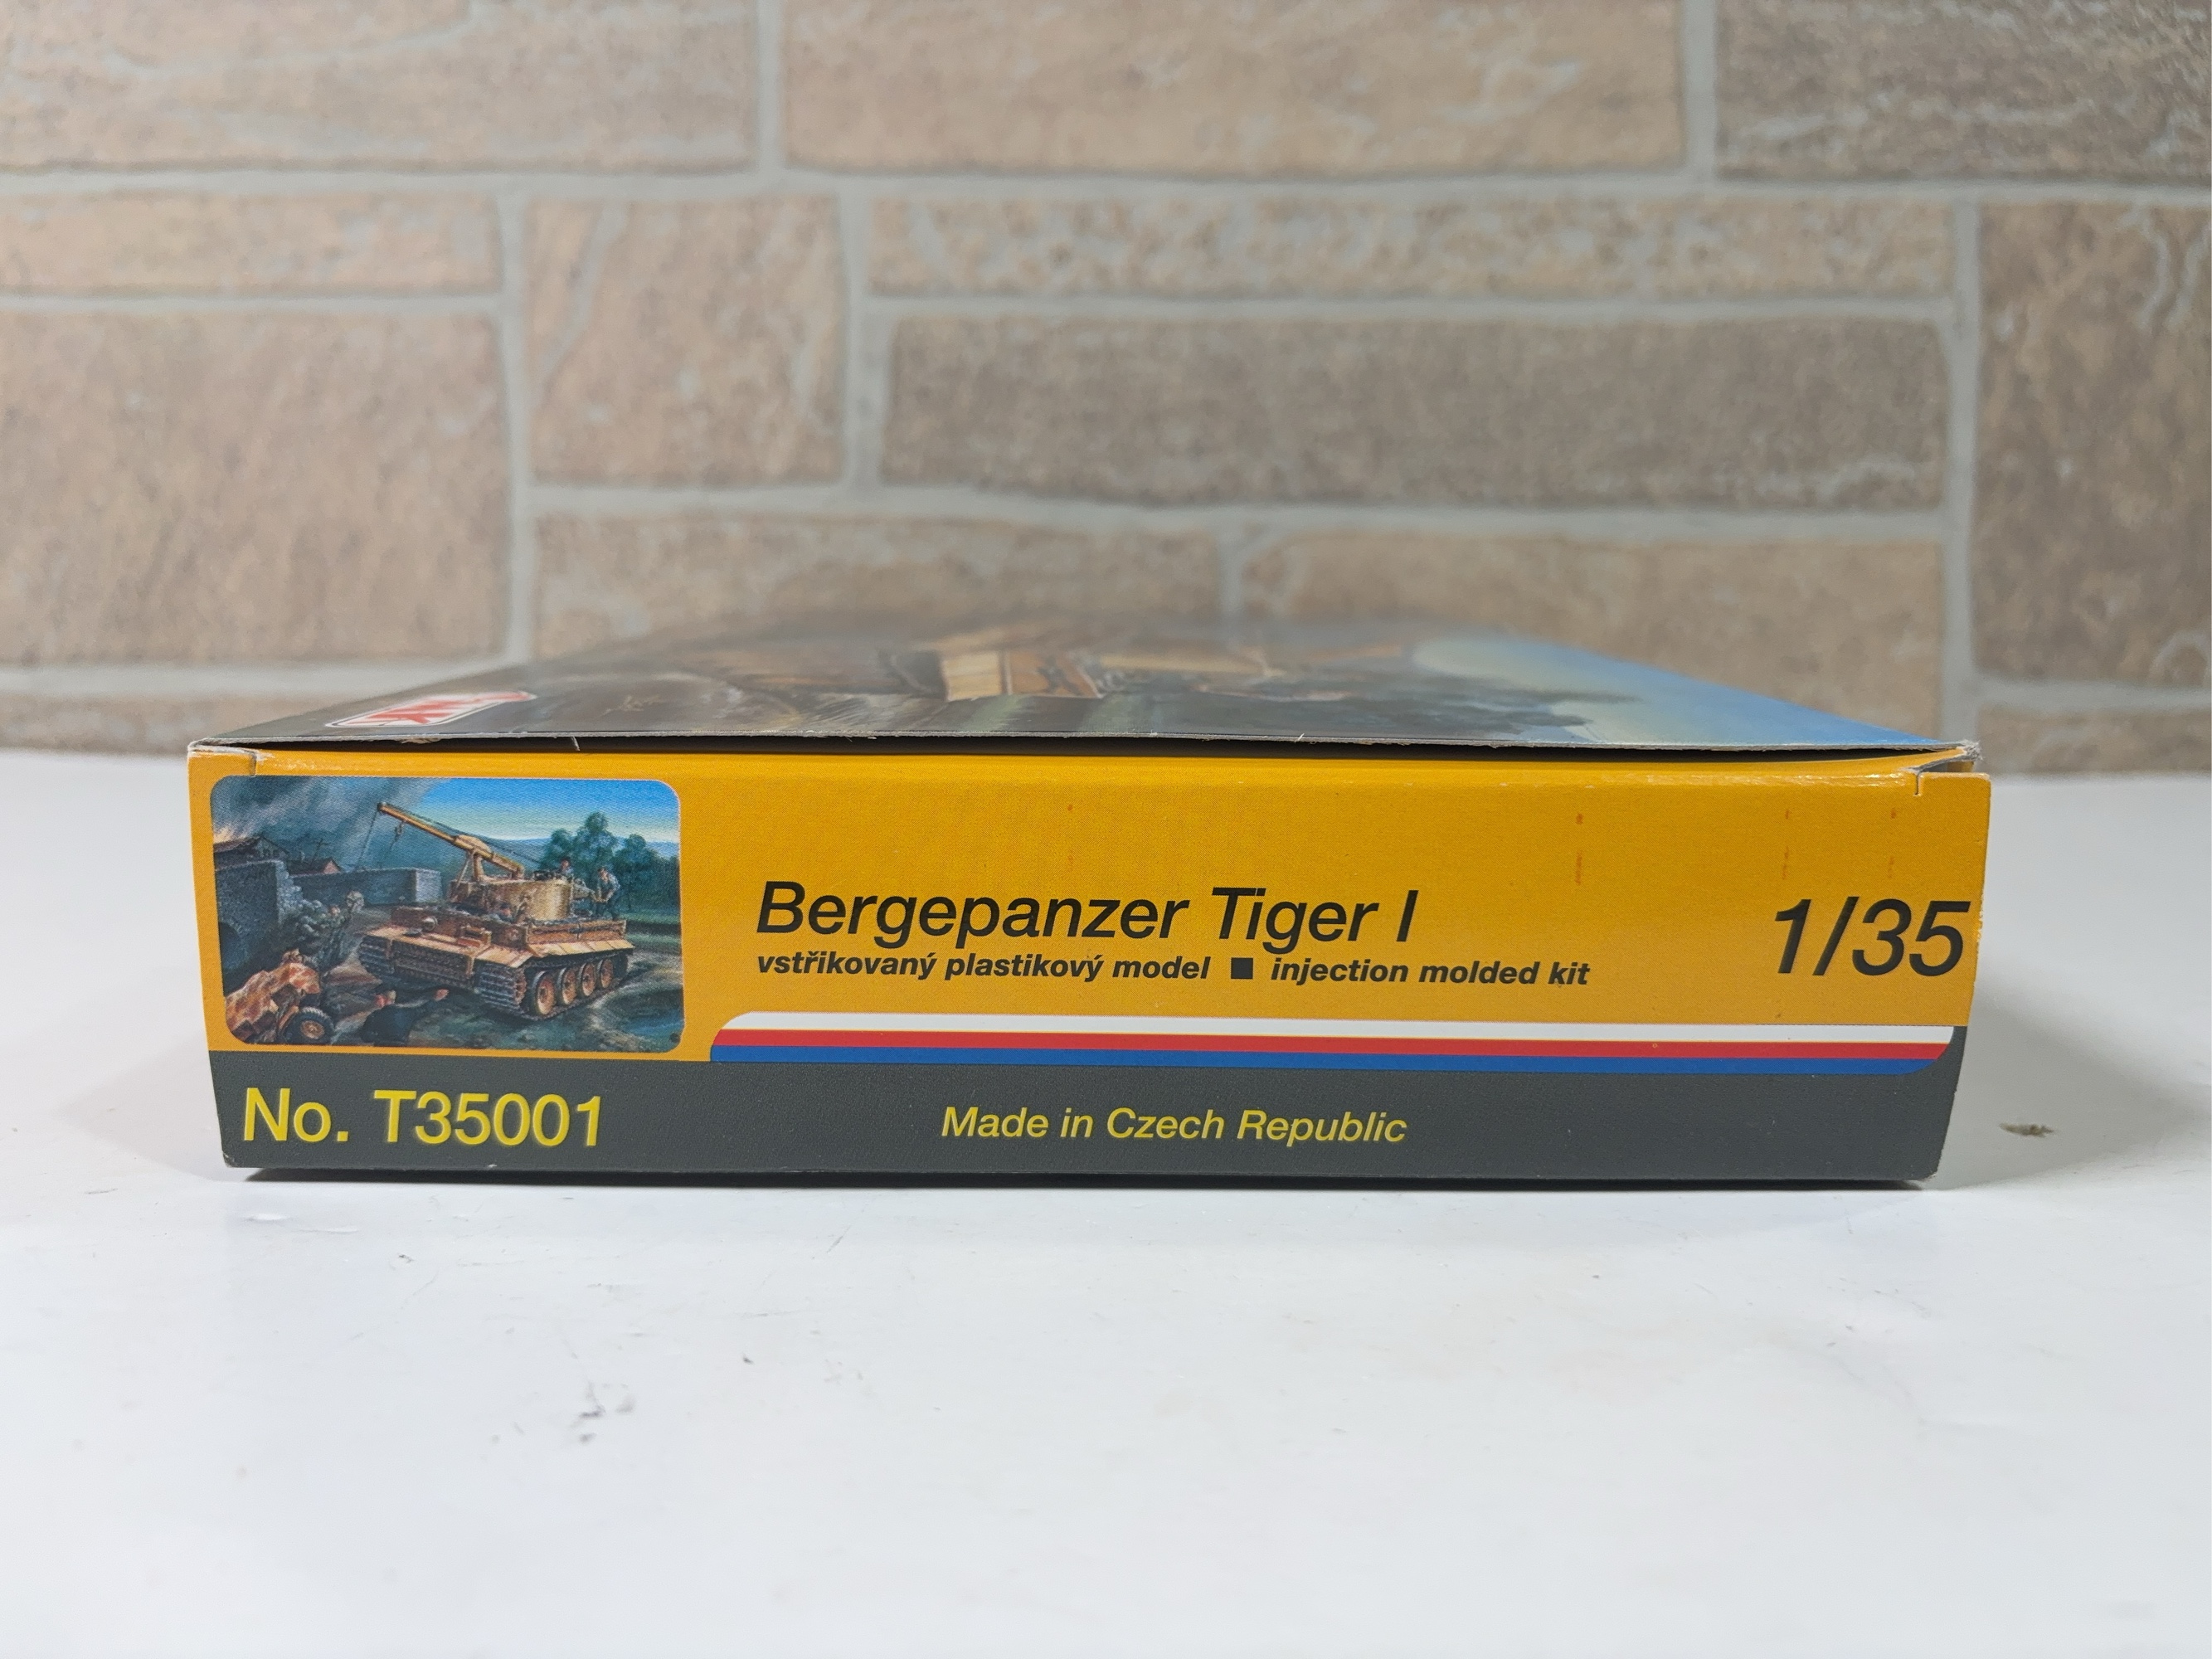 Bergepanzer Tiger I
vstřikovaný plastikový model ■ injection molded kit
1/35
No. T35001
Made in Czech Republic